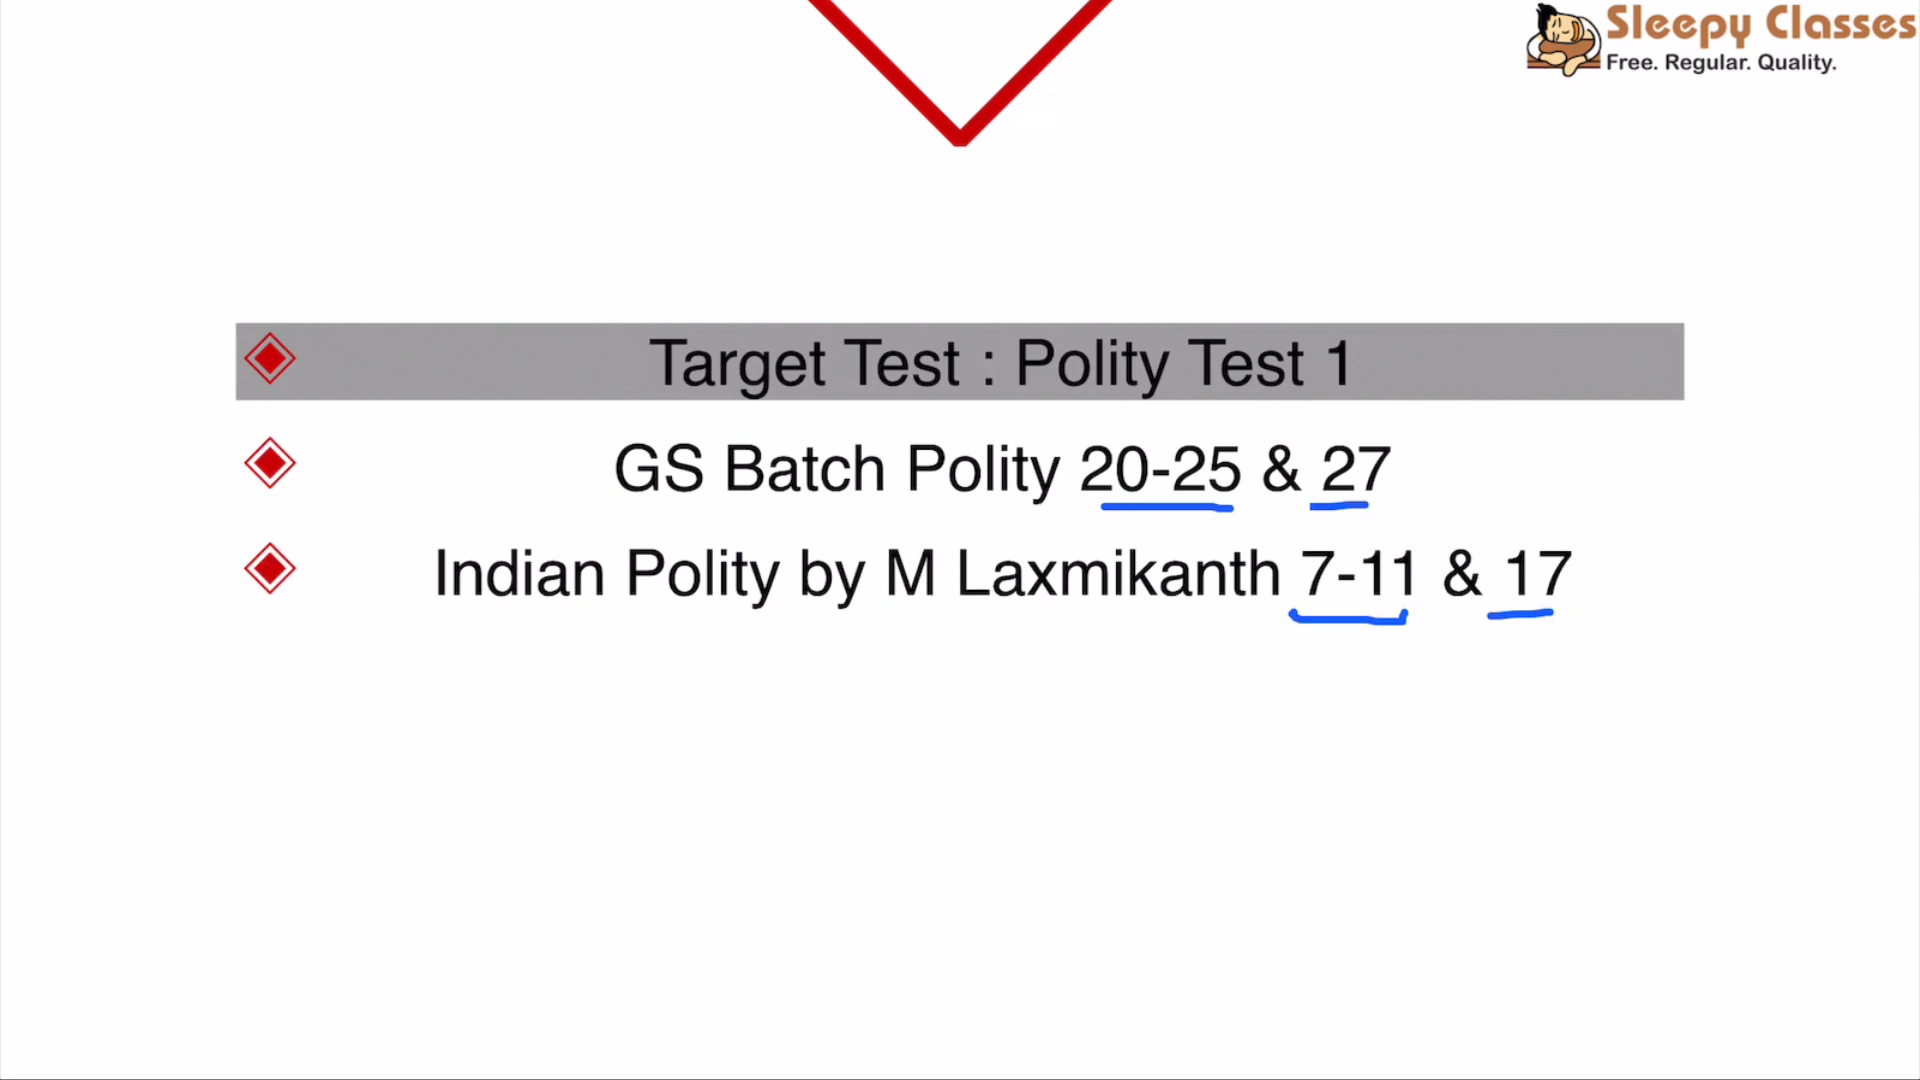 Sleepy Classes
Free. Regular. Quality.
Target Test : Polity Test 1
GS Batch Polity 20-25 & 27
Indian Polity by M Laxmikanth 7-11 & 17